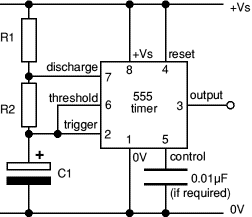 +Vs
R1
+Vs
reset
discharge
8
4
7
R2
threshold
555
output
6
timer
3
trigger
2
1
5
+
0V
control
C1
0.01µF
(if required)
0V